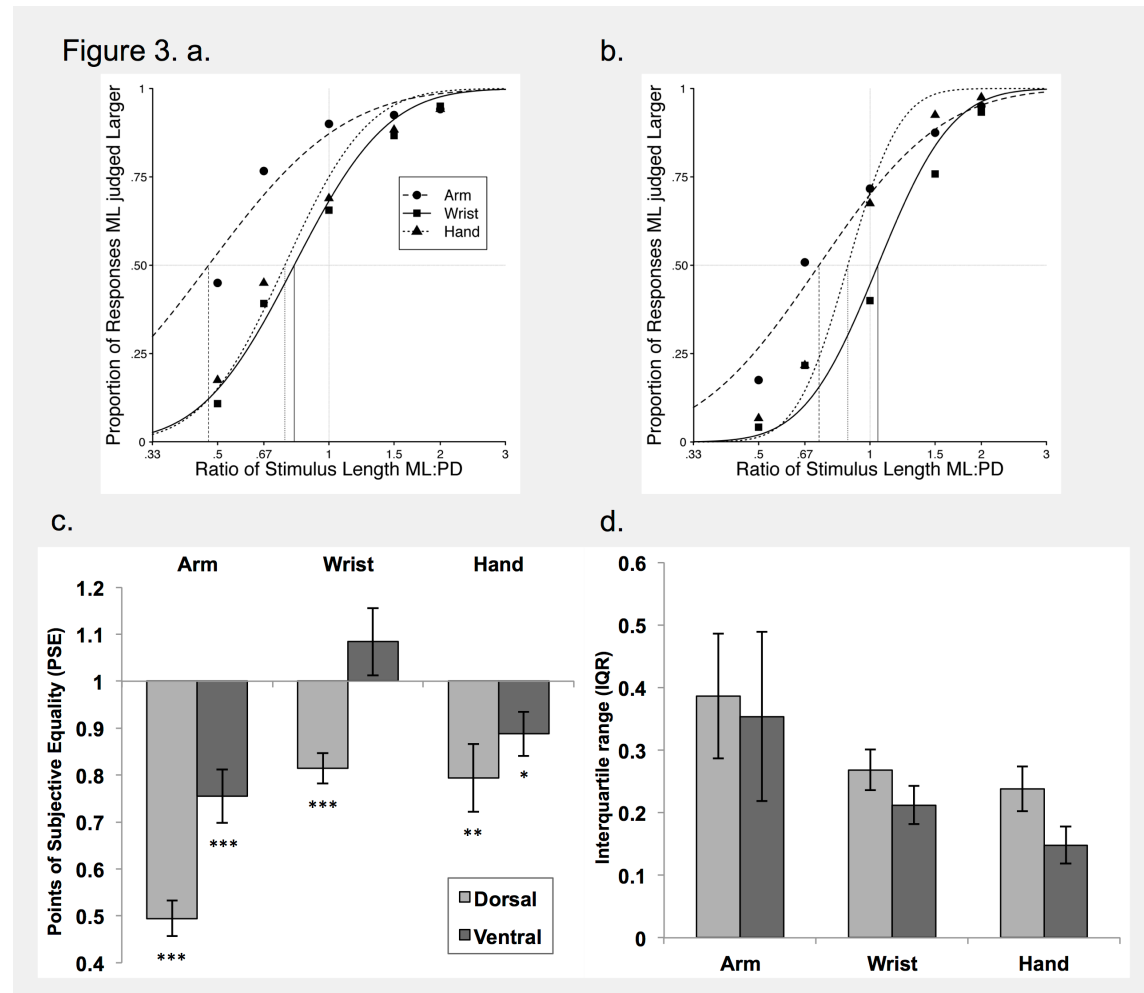 Figure 3. a.
b.
Proportion of Responses ML judged Larger
1
.75
.50
.25
0
.33
.5
.67
1
1.5
2
3
Ratio of Stimulus Length ML:PD
Arm
Wrist
Hand
Proportion of Responses ML judged Larger
1
.75
.50
.25
0
.33
.5
.67
1
1.5
2
3
Ratio of Stimulus Length ML:PD
c.
Arm
Wrist
Hand
Points of Subjective Equality (PSE)
1.2
1.1
1
0.9
0.8
0.7
0.6
0.5
0.4
***
***
***
**
*
Dorsal
Ventral
d.
Interquartile range (IQR)
0.6
0.5
0.4
0.3
0.2
0.1
0
Arm
Wrist
Hand